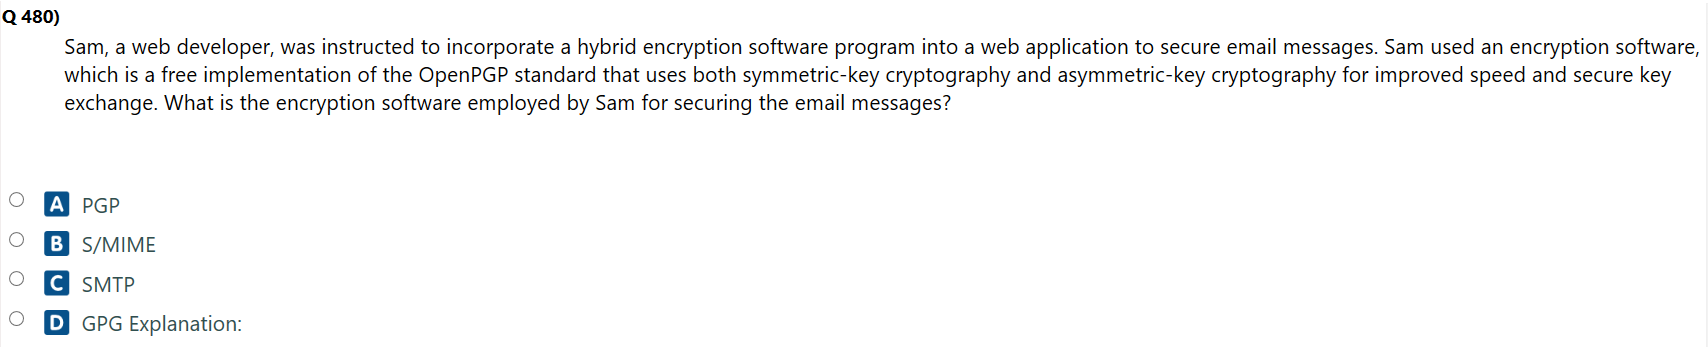 Q 480)
Sam, a web developer, was instructed to incorporate a hybrid encryption software program into a web application to secure email messages. Sam used an encryption software,
which is a free implementation of the OpenPGP standard that uses both symmetric-key cryptography and asymmetric-key cryptography for improved speed and secure key
exchange. What is the encryption software employed by Sam for securing the email messages?
A PGP
B S/MIME
C SMTP
D GPG Explanation: